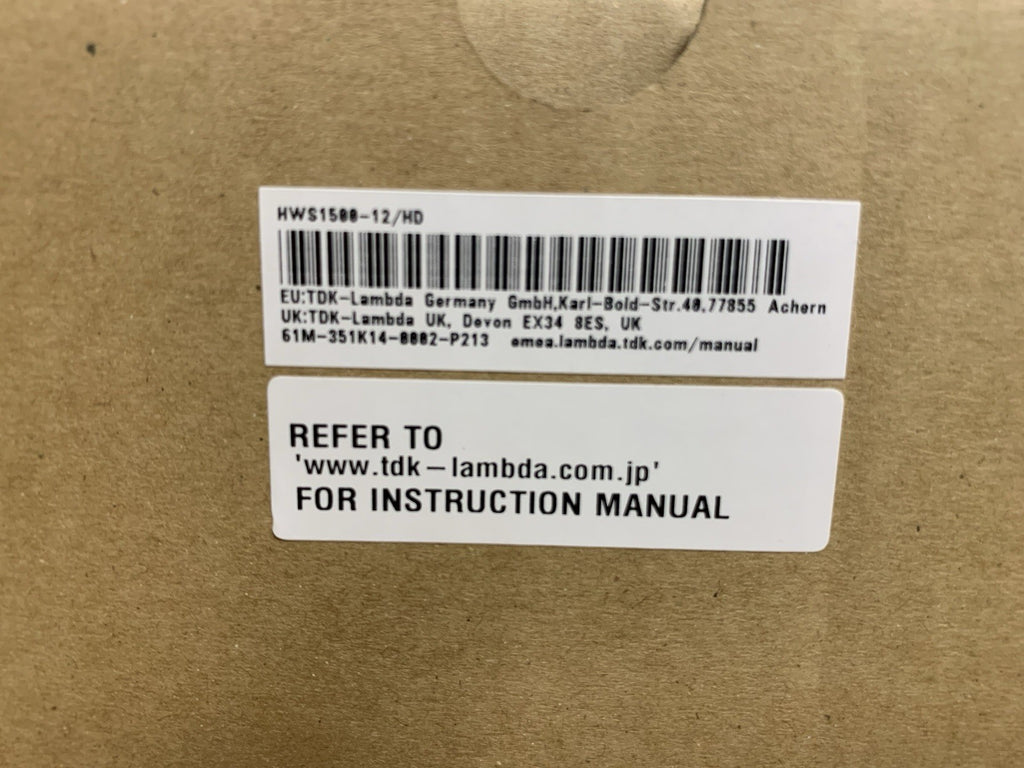 HWS1500-12/HD
EU:TDK-Lambda Germany GmbH,Karl-Bold-Str.40,77855 Achern
UK:TDK-Lambda UK, Devon EX34 8ES, UK
61M-351K14-0002-P213 emea.lambda.tdk.com/manual
REFER TO
'www.tdk-lambda.com.jp'
FOR INSTRUCTION MANUAL